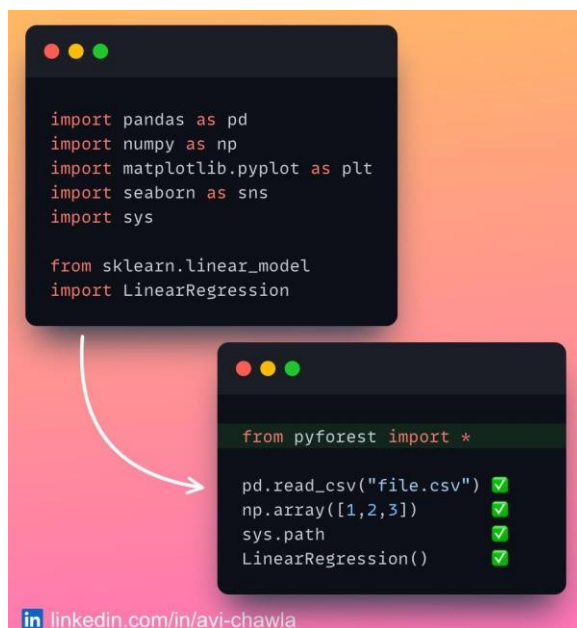 import pandas as pd
import numpy as np
import matplotlib.pyplot as plt
import seaborn as sns
import sys
from sklearn.linear_model
import LinearRegression
from pyforest import *
pd.read_csv("file.csv") ✅
np.array([1,2,3]) ✅
sys.path ✅
LinearRegression() ✅
in linkedin.com/in/avi-chawla